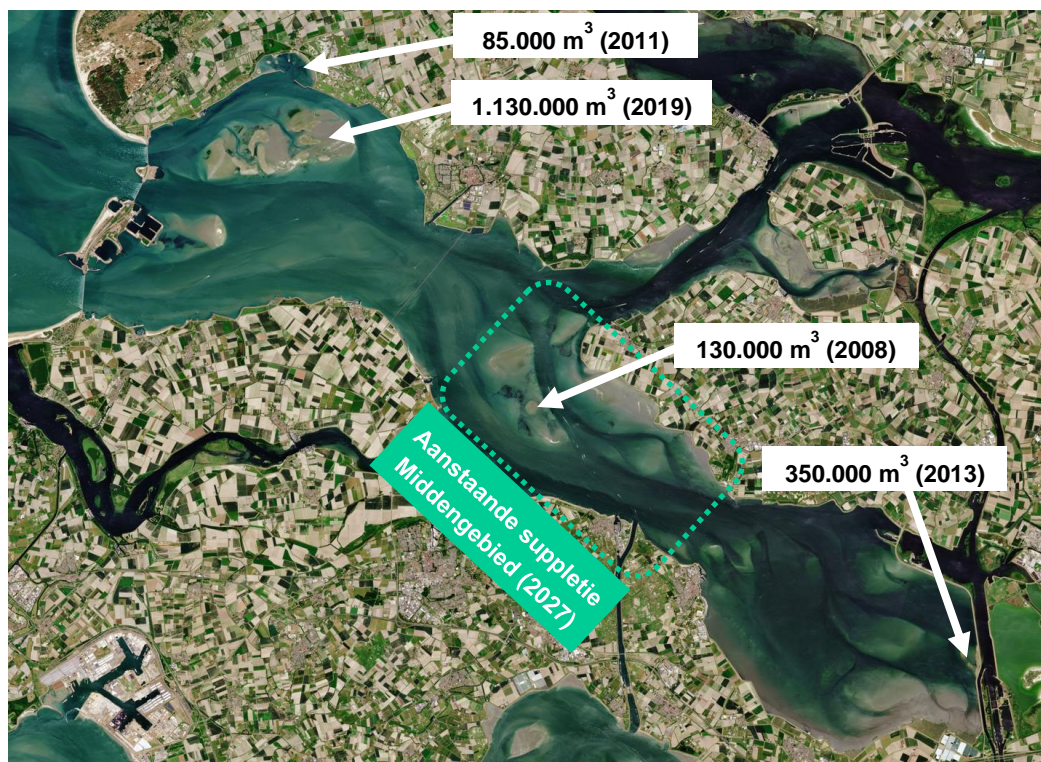 85.000 m³ (2011)
1.130.000 m³ (2019)
130.000 m³ (2008)
350.000 m³ (2013)
Aanstaande suppletie
Middengebied (2027)